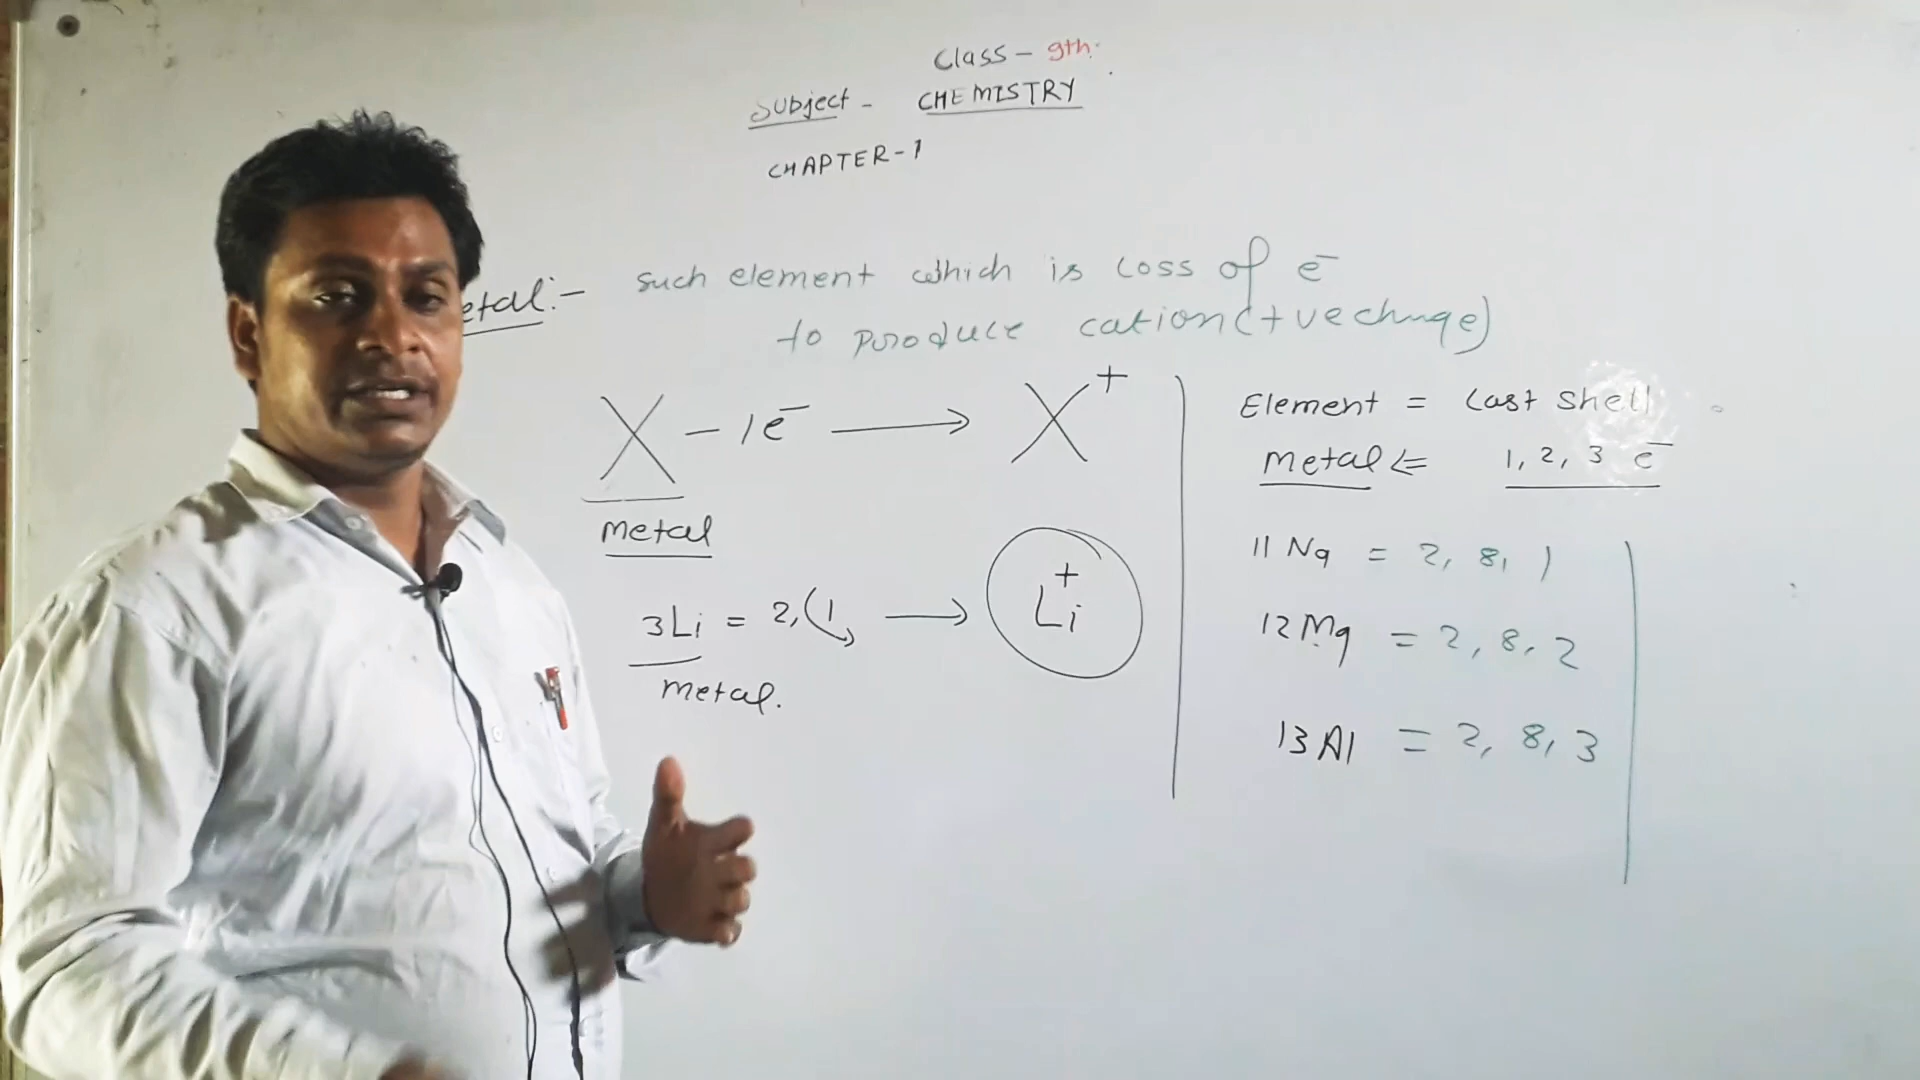 Class - 9th.
Subject - CHEMISTRY
CHAPTER-1
etal:- such element which is loss of e⁻
to produce cation(+ve charge)
X - 1e⁻ → X⁺
Metal
3Li = 2, 1 → Li⁺
Metal.
Element = Last shell
Metal <= 1, 2, 3 e⁻
11 Na = 2, 8, 1
12 Mg = 2, 8, 2
13 Al = 2, 8, 3